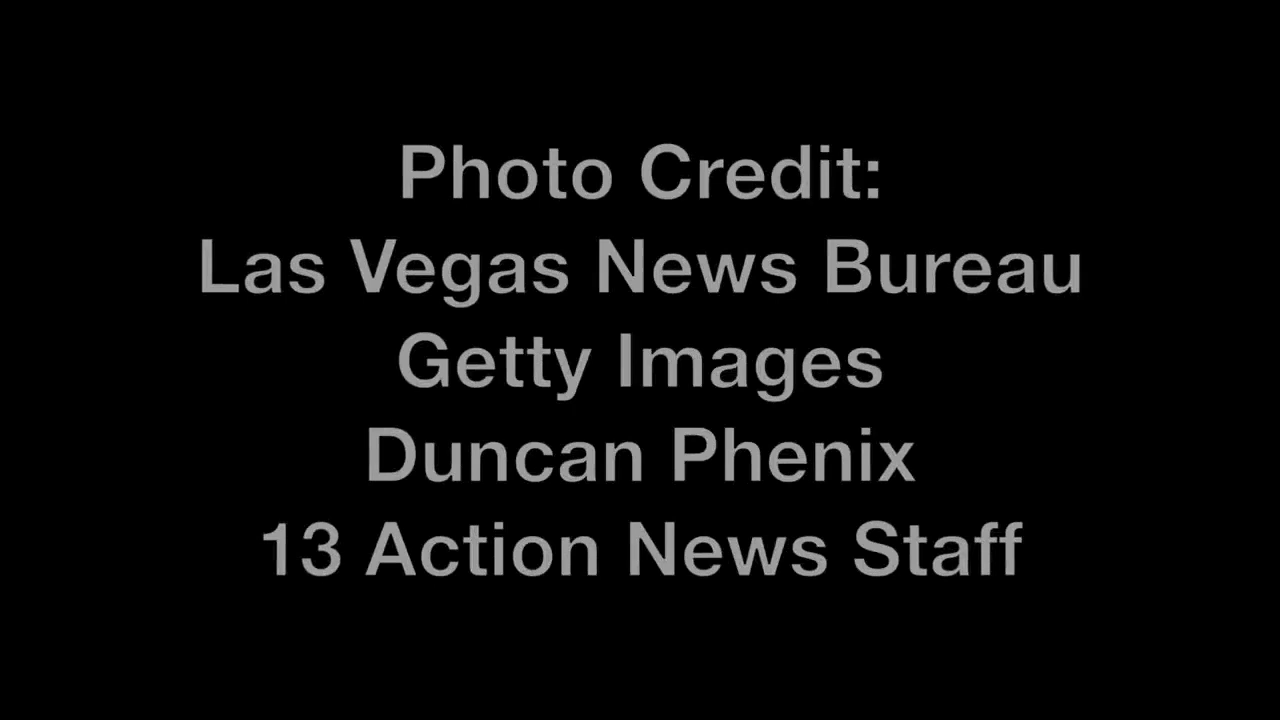 Photo Credit:
Las Vegas News Bureau
Getty Images
Duncan Phenix
13 Action News Staff